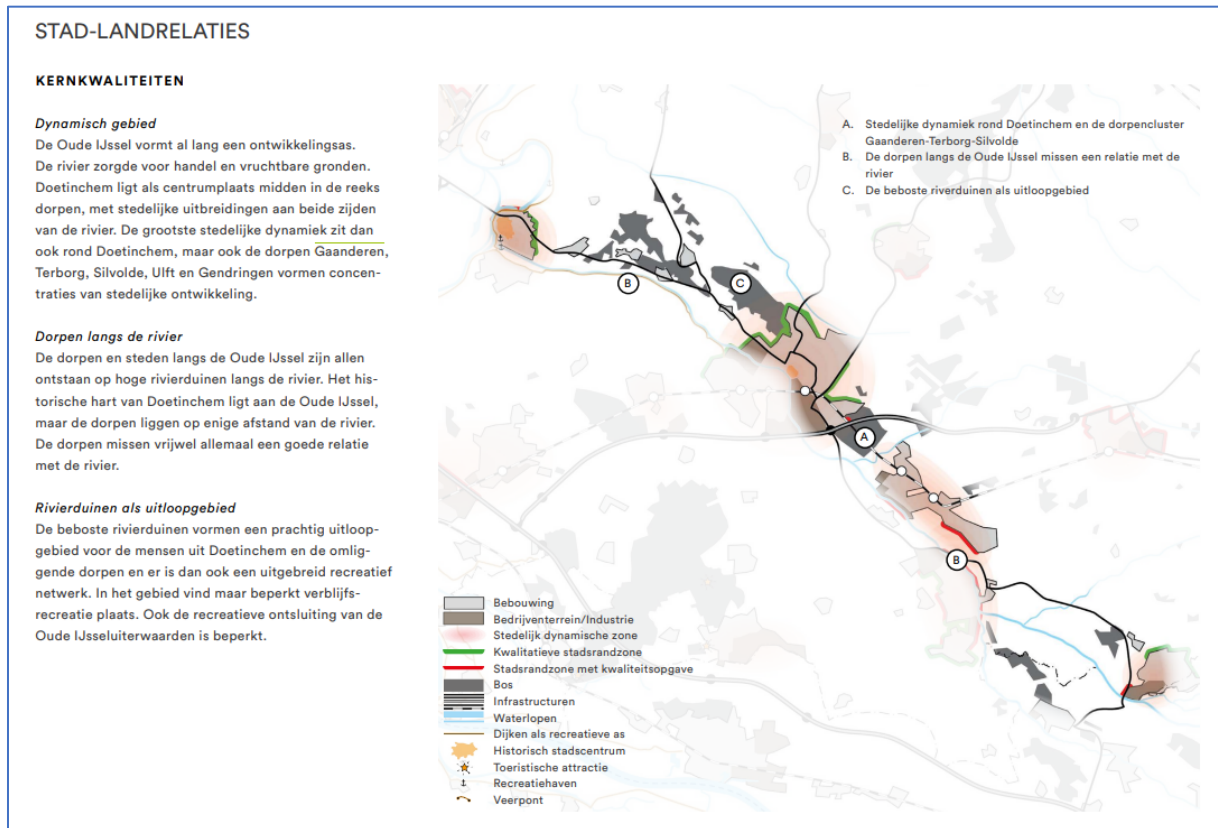 STAD-LANDRELATIES
KERNKWALITEITEN
Dynamisch gebied
De Oude IJssel vormt al lang een ontwikkelingsas.
De rivier zorgde voor handel en vruchtbare gronden.
Doetinchem ligt als centrumplaats midden in de reeks
dorpen, met stedelijke uitbreidingen aan beide zijden
van de rivier. De grootste stedelijke dynamiek zit dan
ook rond Doetinchem, maar ook de dorpen Gaanderen,
Terborg, Silvolde, Ulft en Gendringen vormen concen-
traties van stedelijke ontwikkeling.
Dorpen langs de rivier
De dorpen en steden langs de Oude IJssel zijn allen
ontstaan op hoge rivierduinen langs de rivier. Het his-
torische hart van Doetinchem ligt aan de Oude IJssel,
maar de dorpen liggen op enige afstand van de rivier.
De dorpen missen vrijwel allemaal een goede relatie
met de rivier.
Rivierduinen als uitloopgebied
De beboste rivierduinen vormen een prachtig uitloop-
gebied voor de mensen uit Doetinchem en de omlig-
gende dorpen en er is dan ook een uitgebreid recreatief
netwerk. In het gebied vind maar beperkt verblijfs-
recreatie plaats. Ook de recreatieve ontsluiting van de
Oude IJsseluiterwaarden is beperkt.
A. Stedelijke dynamiek rond Doetinchem en de dorpencluster
Gaanderen-Terborg-Silvolde
B. De dorpen langs de Oude IJssel missen een relatie met de
rivier
C. De beboste riverduinen als uitloopgebied
B
C
A
B
Bebouwing
Bedrijventerrein/Industrie
Stedelijk dynamische zone
Kwalitatieve stadsrandzone
Stadsrandzone met kwaliteitsopgave
Bos
Infrastructuren
Waterlopen
Dijken als recreatieve as
Historisch stadscentrum
Toeristische attractie
Recreatiehaven
Veerpont